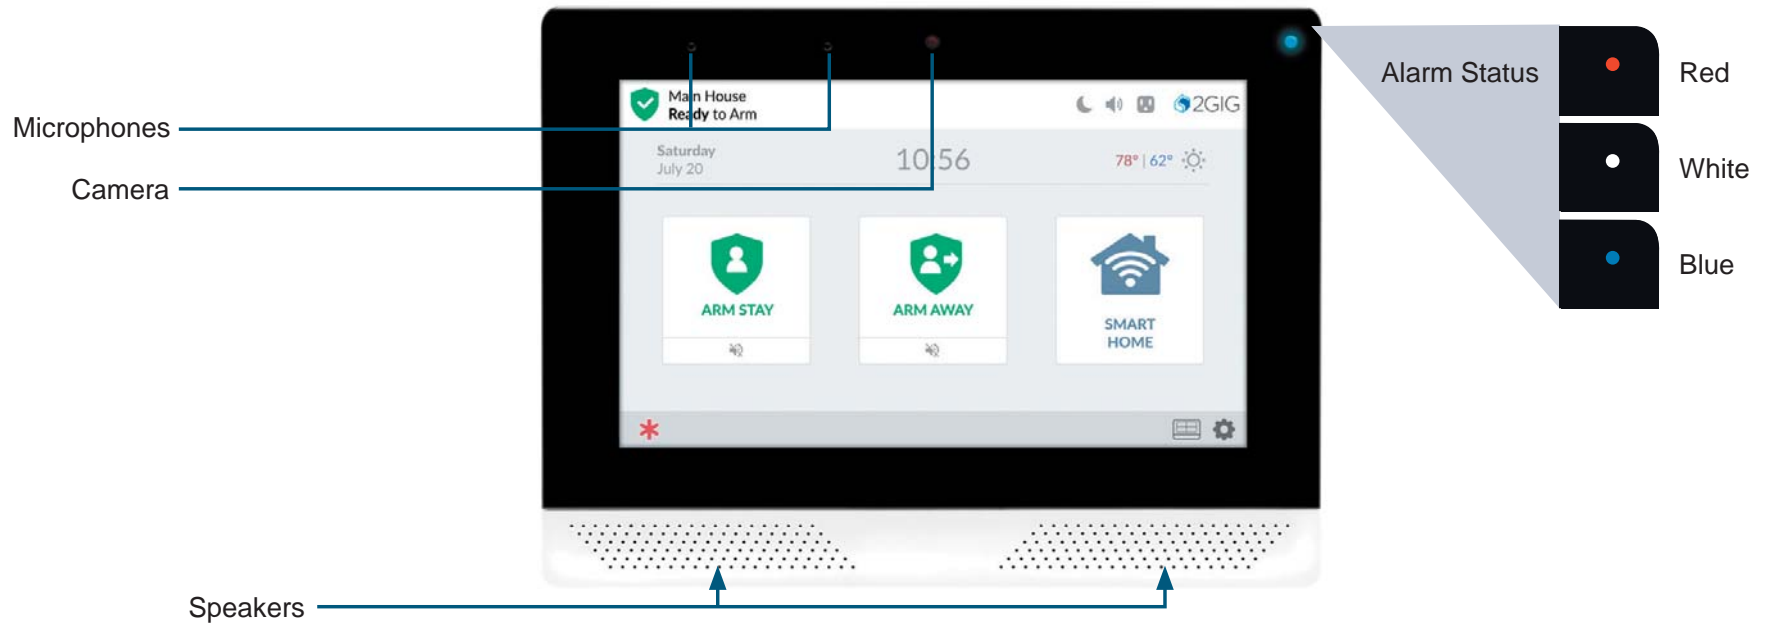 Microphones
Camera
Main House
Ready to Arm
2GIG
Saturday
July 20
10:56
78° | 62°
ARM STAY
ARM AWAY
SMART
HOME
Speakers
Alarm Status
Red
White
Blue